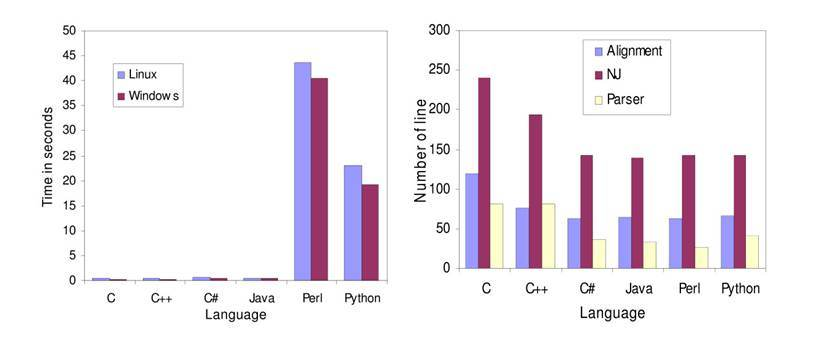 Time in seconds
50
45
40
35
30
25
20
15
10
5
0
Linux
Windows
C C++ C# Java Perl Python
Language
Number of line
300
250
200
150
100
50
0
Alignment
NJ
Parser
C C++ C# Java Perl Python
Language